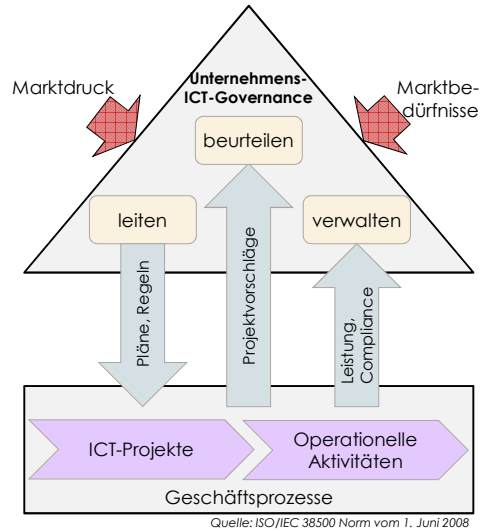 Unternehmens-
ICT-Governance
Marktdruck
Marktbe-
dürfnisse
beurteilen
leiten
verwalten
Pläne, Regeln
Projektvorschläge
Leistung,
Compliance
ICT-Projekte
Operationelle
Aktivitäten
Geschäftsprozesse
Quelle: ISO/IEC 38500 Norm vom 1. Juni 2008